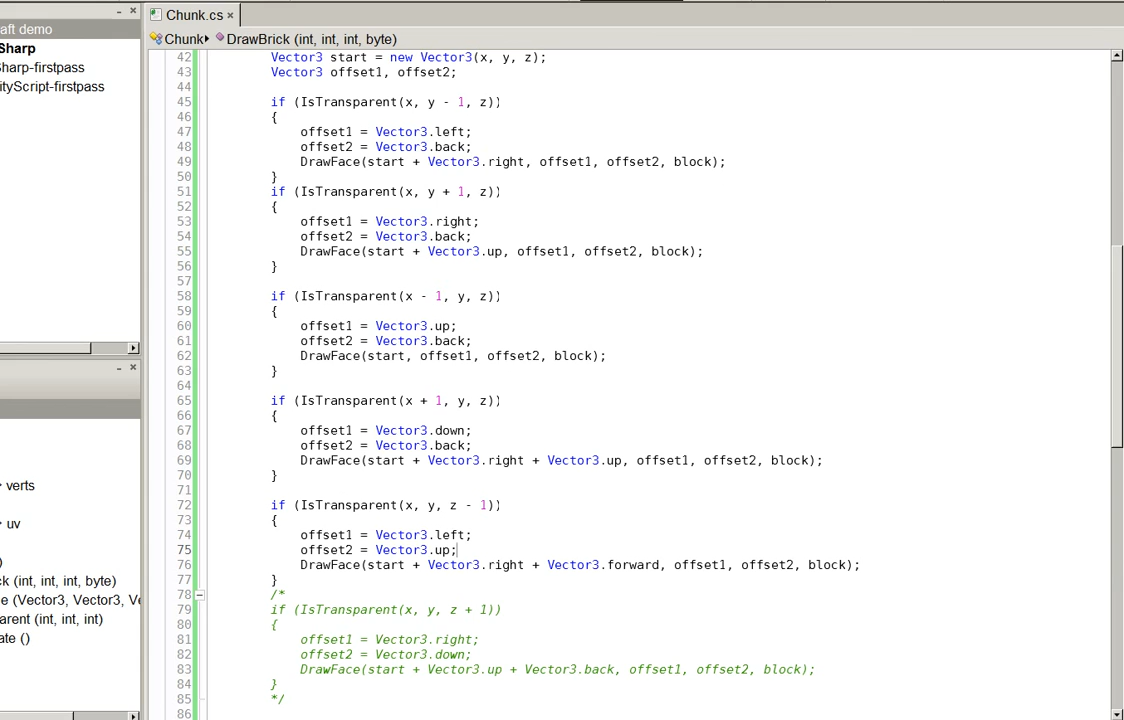 aft demo
Sharp
Sharp-firstpass
ityScript-firstpass
verts
uv
)
ck (int, int, int, byte)
e (Vector3, Vector3, Ve
parent (int, int, int)
ate ()
Chunk.cs ×
Chunk▸ DrawBrick (int, int, int, byte)
42 Vector3 start = new Vector3(x, y, z);
43 Vector3 offset1, offset2;
44
45 if (IsTransparent(x, y - 1, z))
46 {
47 offset1 = Vector3.left;
48 offset2 = Vector3.back;
49 DrawFace(start + Vector3.right, offset1, offset2, block);
50 }
51 if (IsTransparent(x, y + 1, z))
52 {
53 offset1 = Vector3.right;
54 offset2 = Vector3.back;
55 DrawFace(start + Vector3.up, offset1, offset2, block);
56 }
57
58 if (IsTransparent(x - 1, y, z))
59 {
60 offset1 = Vector3.up;
61 offset2 = Vector3.back;
62 DrawFace(start, offset1, offset2, block);
63 }
64
65 if (IsTransparent(x + 1, y, z))
66 {
67 offset1 = Vector3.down;
68 offset2 = Vector3.back;
69 DrawFace(start + Vector3.right + Vector3.up, offset1, offset2, block);
70 }
71
72 if (IsTransparent(x, y, z - 1))
73 {
74 offset1 = Vector3.left;
75 offset2 = Vector3.up;
76 DrawFace(start + Vector3.right + Vector3.forward, offset1, offset2, block);
77 }
78 /*
79 if (IsTransparent(x, y, z + 1))
80 {
81 offset1 = Vector3.right;
82 offset2 = Vector3.down;
83 DrawFace(start + Vector3.up + Vector3.back, offset1, offset2, block);
84 }
85 */
86